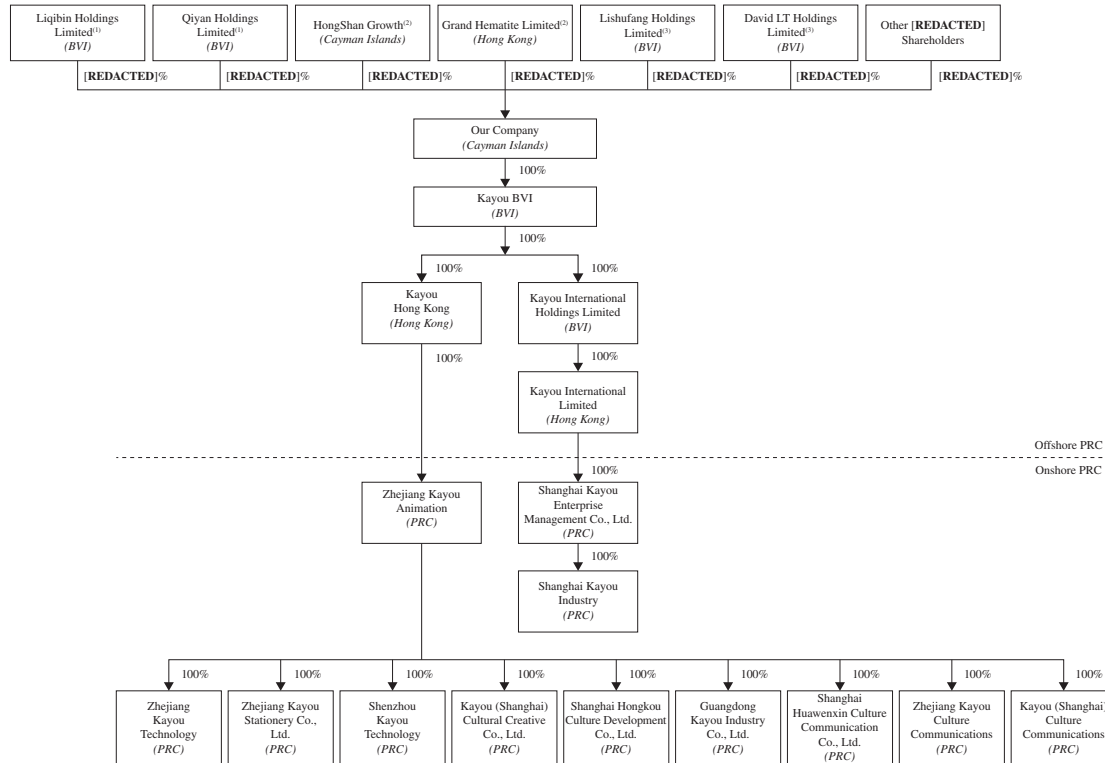 Liqibin Holdings
Limited(1)
(BVI)
Qiyan Holdings
Limited(1)
(BVI)
HongShan Growth(2)
(Cayman Islands)
Grand Hematite Limited(2)
(Hong Kong)
Lishufang Holdings
Limited(3)
(BVI)
David LT Holdings
Limited(3)
(BVI)
Other [REDACTED]
Shareholders
[REDACTED]%
[REDACTED]%
[REDACTED]%
[REDACTED]%
[REDACTED]%
[REDACTED]%
[REDACTED]%
Our Company
(Cayman Islands)
100%
Kayou BVI
(BVI)
100%
100%
100%
Kayou
Hong Kong
(Hong Kong)
Kayou International
Holdings Limited
(BVI)
100%
100%
Kayou International
Limited
(Hong Kong)
Offshore PRC
Onshore PRC
100%
Zhejiang Kayou
Animation
(PRC)
Shanghai Kayou
Enterprise
Management Co., Ltd.
(PRC)
100%
Shanghai Kayou
Industry
(PRC)
100%
100%
100%
100%
100%
100%
100%
100%
100%
Zhejiang
Kayou
Technology
(PRC)
Zhejiang Kayou
Stationery Co.,
Ltd.
(PRC)
Shenzhou
Kayou
Technology
(PRC)
Kayou (Shanghai)
Cultural Creative
Co., Ltd.
(PRC)
Shanghai Hongkou
Culture Development
Co., Ltd.
(PRC)
Guangdong
Kayou Industry
Co., Ltd.
(PRC)
Shanghai
Huawenxin Culture
Communication
Co., Ltd.
(PRC)
Zhejiang Kayou
Culture
Communications
(PRC)
Kayou (Shanghai)
Culture
Communications
(PRC)